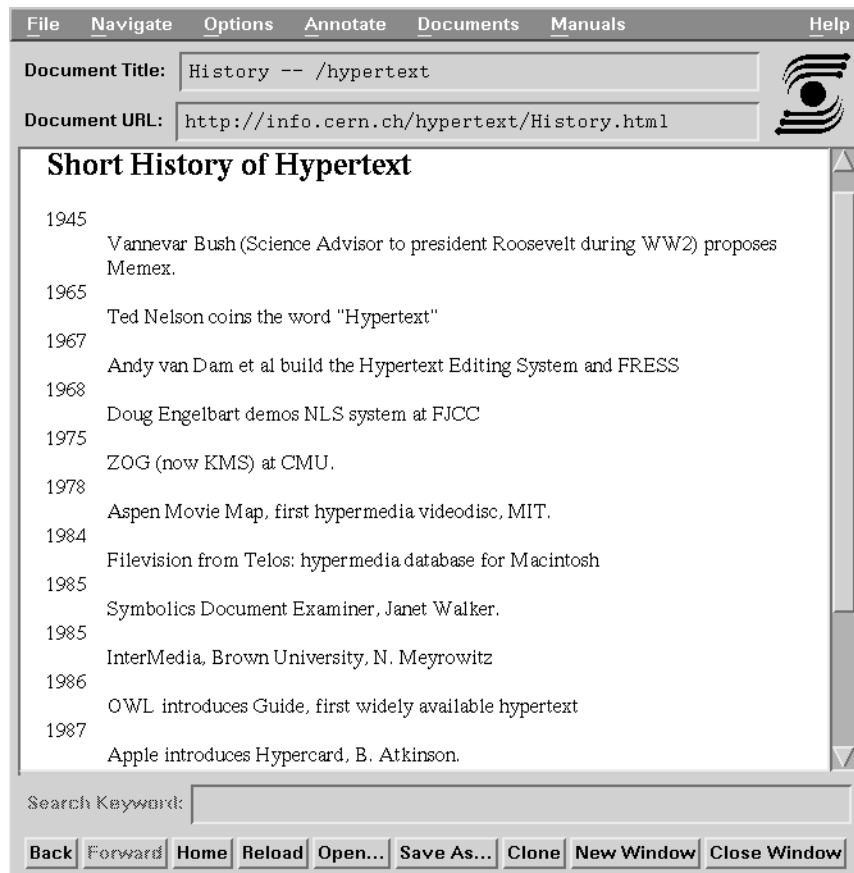 File Navigate Options Annotate Documents Manuals Help
Document Title: History -- /hypertext
Document URL: http://info.cern.ch/hypertext/History.html
Short History of Hypertext
1945
Vannevar Bush (Science Advisor to president Roosevelt during WW2) proposes
Memex.
1965
Ted Nelson coins the word "Hypertext"
1967
Andy van Dam et al build the Hypertext Editing System and FRESS
1968
Doug Engelbart demos NLS system at FJCC
1975
ZOG (now KMS) at CMU.
1978
Aspen Movie Map, first hypermedia videodisc, MIT.
1984
Filevision from Telos: hypermedia database for Macintosh
1985
Symbolics Document Examiner, Janet Walker.
1985
InterMedia, Brown University, N. Meyrowitz
1986
OWL introduces Guide, first widely available hypertext
1987
Apple introduces Hypercard, B. Atkinson.
Search Keyword:
Back Forward Home Reload Open... Save As... Clone New Window Close Window